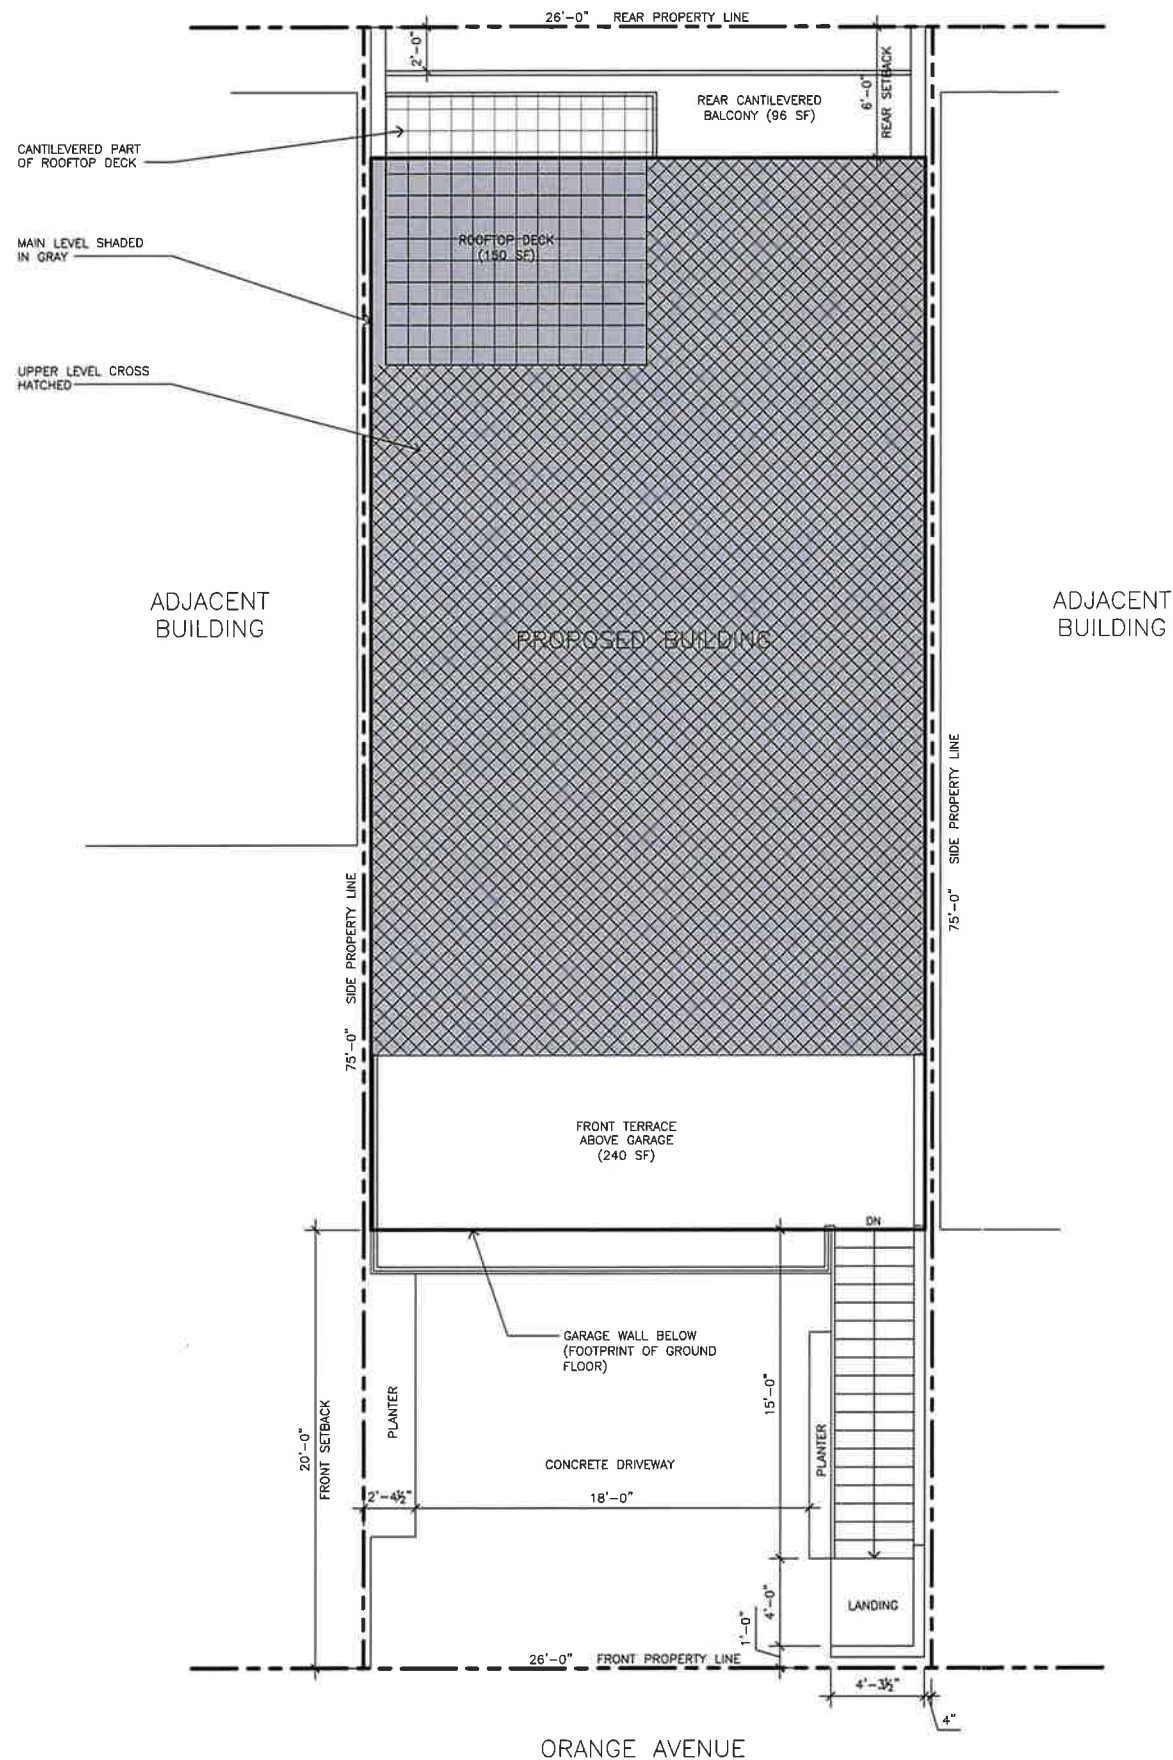 26'-0" REAR PROPERTY LINE
2'-0"
6'-0"
REAR SETBACK
REAR CANTILEVERED
BALCONY (96 SF)
CANTILEVERED PART
OF ROOFTOP DECK
MAIN LEVEL SHADED
IN GRAY
ROOFTOP DECK
(150 SF)
UPPER LEVEL CROSS
HATCHED
ADJACENT
BUILDING
ADJACENT
BUILDING
PROPOSED BUILDING
75'-0" SIDE PROPERTY LINE
75'-0" SIDE PROPERTY LINE
FRONT TERRACE
ABOVE GARAGE
(240 SF)
DN
GARAGE WALL BELOW
(FOOTPRINT OF GROUND
FLOOR)
20'-0"
FRONT SETBACK
PLANTER
15'-0"
PLANTER
CONCRETE DRIVEWAY
2'-4½"
18'-0"
4'-0"
LANDING
1'-0"
26'-0" FRONT PROPERTY LINE
4'-3½"
4"
ORANGE AVENUE